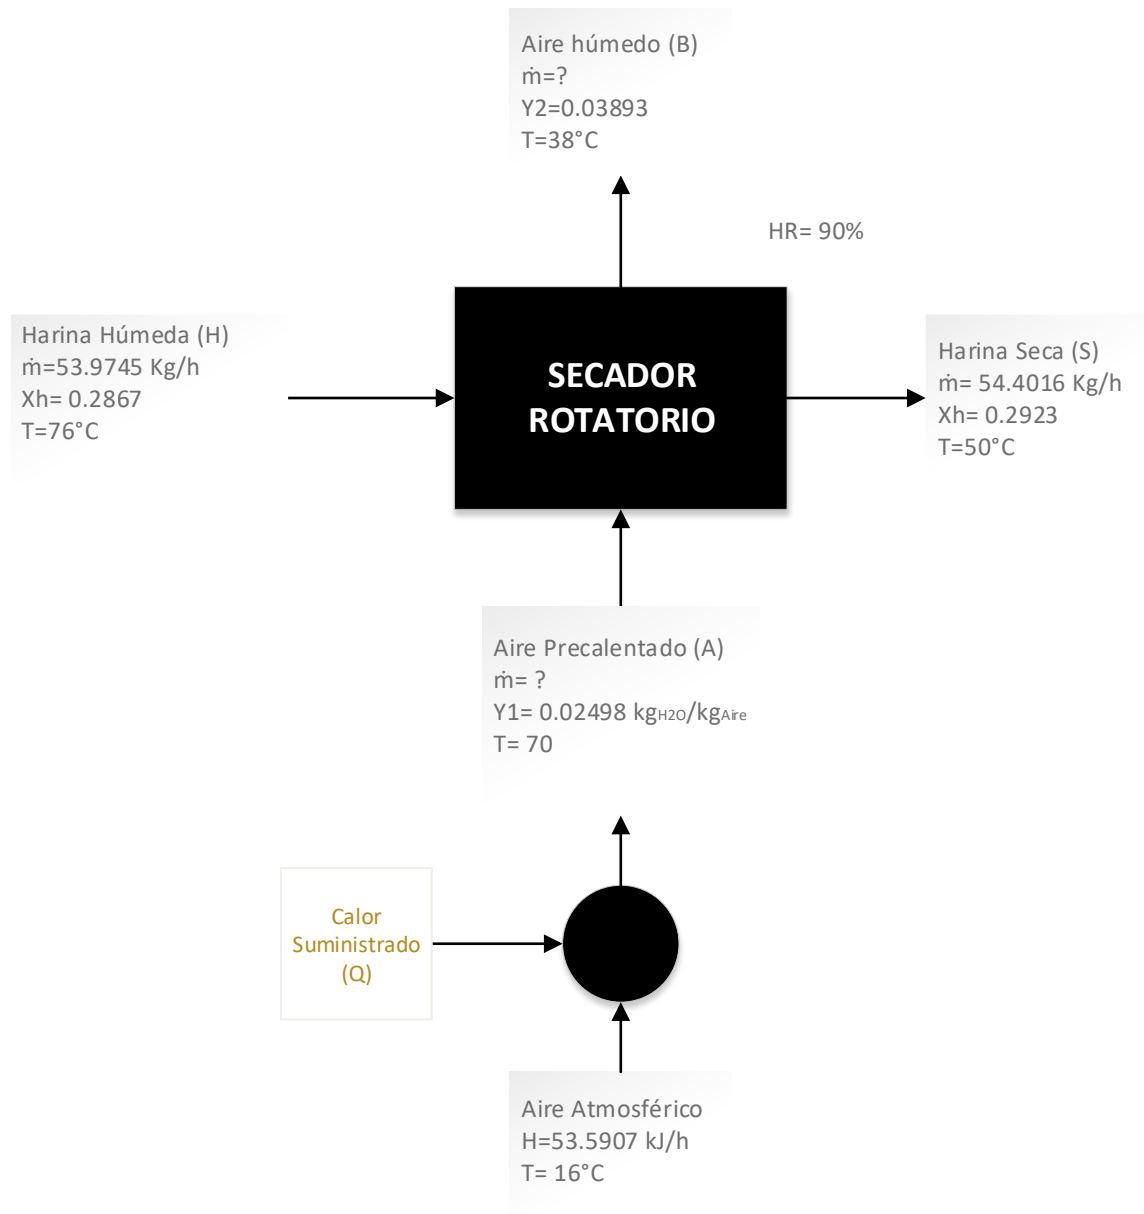 Aire húmedo (B)
ṁ=?
Y2=0.03893
T=38°C
HR= 90%
Harina Húmeda (H)
ṁ=53.9745 Kg/h
Xh= 0.2867
T=76°C
SECADOR
ROTATORIO
Harina Seca (S)
ṁ= 54.4016 Kg/h
Xh= 0.2923
T=50°C
Aire Precalentado (A)
ṁ= ?
Y1= 0.02498 kgH2O/kgAire
T= 70
Calor
Suministrado
(Q)
Aire Atmosférico
H=53.5907 kJ/h
T= 16°C